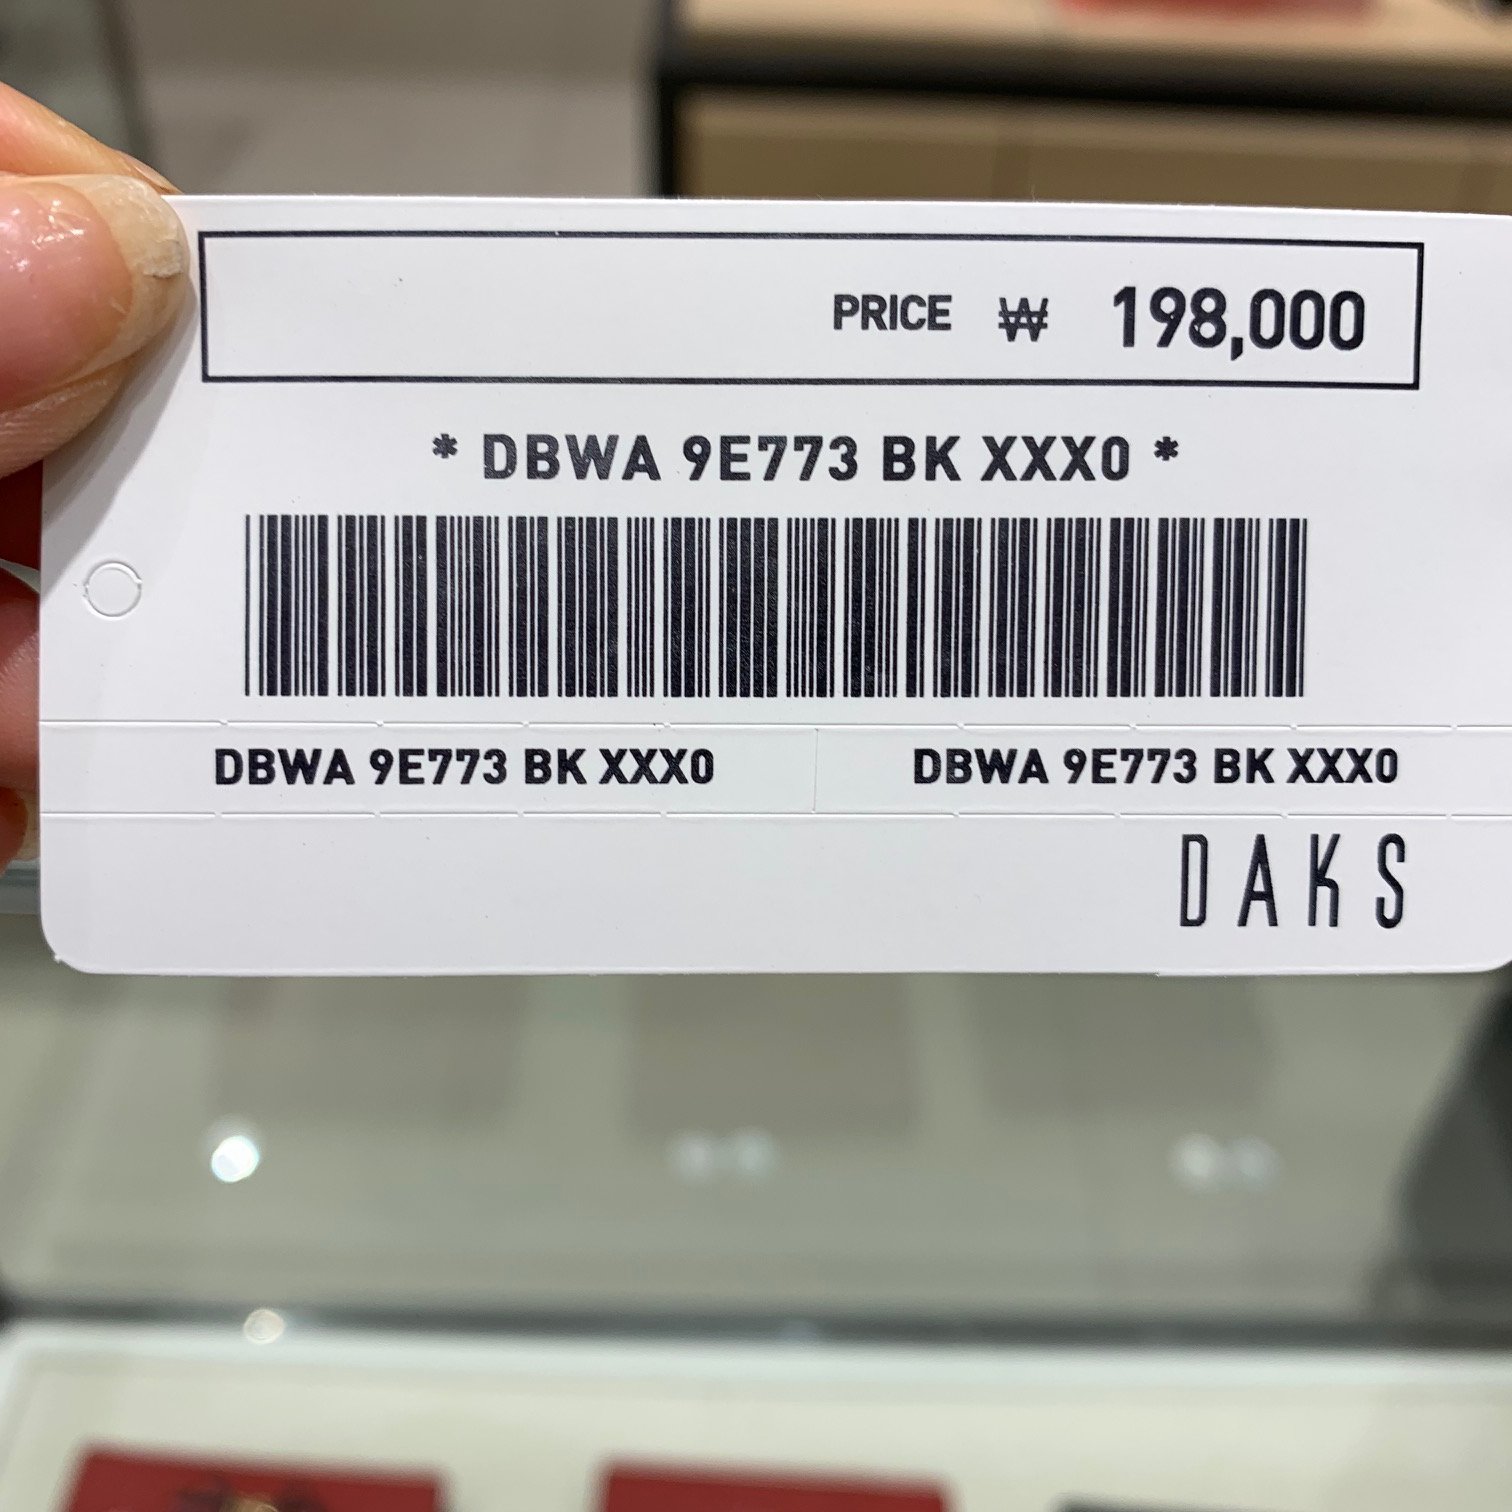 PRICE ₩ 198,000
* DBWA 9E773 BK XXX0 *
DBWA 9E773 BK XXX0 DBWA 9E773 BK XXX0
DAKS